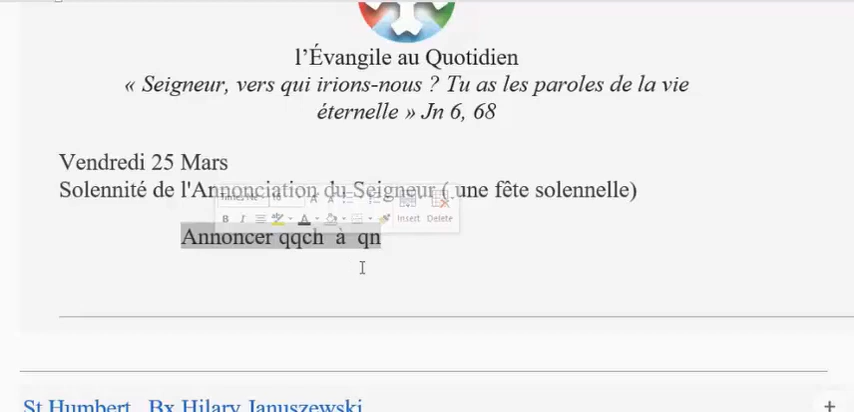 l’Évangile au Quotidien
« Seigneur, vers qui irions-nous ? Tu as les paroles de la vie
éternelle » Jn 6, 68
Vendredi 25 Mars
Solennité de l'Annonciation du Seigneur ( une fête solennelle)
B I A Insert Delete
Annoncer qqch à qn
St Humbert, Bx Hilary Januszewski
+